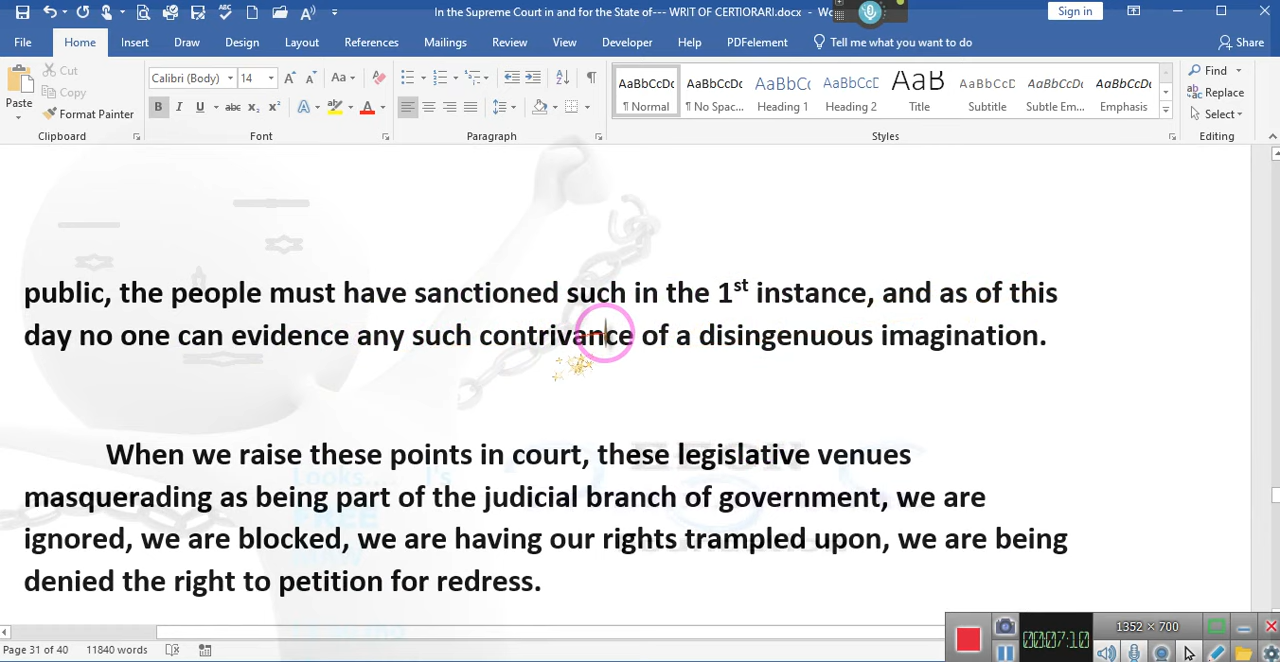 In the Supreme Court in and for the State of--- WRIT OF CERTIORARI.docx - Wo
Sign in
File Home Insert Draw Design Layout References Mailings Review View Developer Help PDFelement Tell me what you want to do Share
Cut
Copy
Paste
Format Painter
Calibri (Body) 14
AaBbCcDc AaBbCcDc AaBbCcD AaBbCcD AaB AaBbCcD AaBbCcDt AaBbCcDt
¶ Normal ¶ No Spac... Heading 1 Heading 2 Title Subtitle Subtle Em... Emphasis
Find
Replace
Select
Clipboard Font Paragraph Styles Editing
public, the people must have sanctioned such in the 1st instance, and as of this
day no one can evidence any such contrivance of a disingenuous imagination.
When we raise these points in court, these legislative venues
masquerading as being part of the judicial branch of government, we are
ignored, we are blocked, we are having our rights trampled upon, we are being
denied the right to petition for redress.
Page 31 of 40 11840 words
1352 × 700
00:07:10